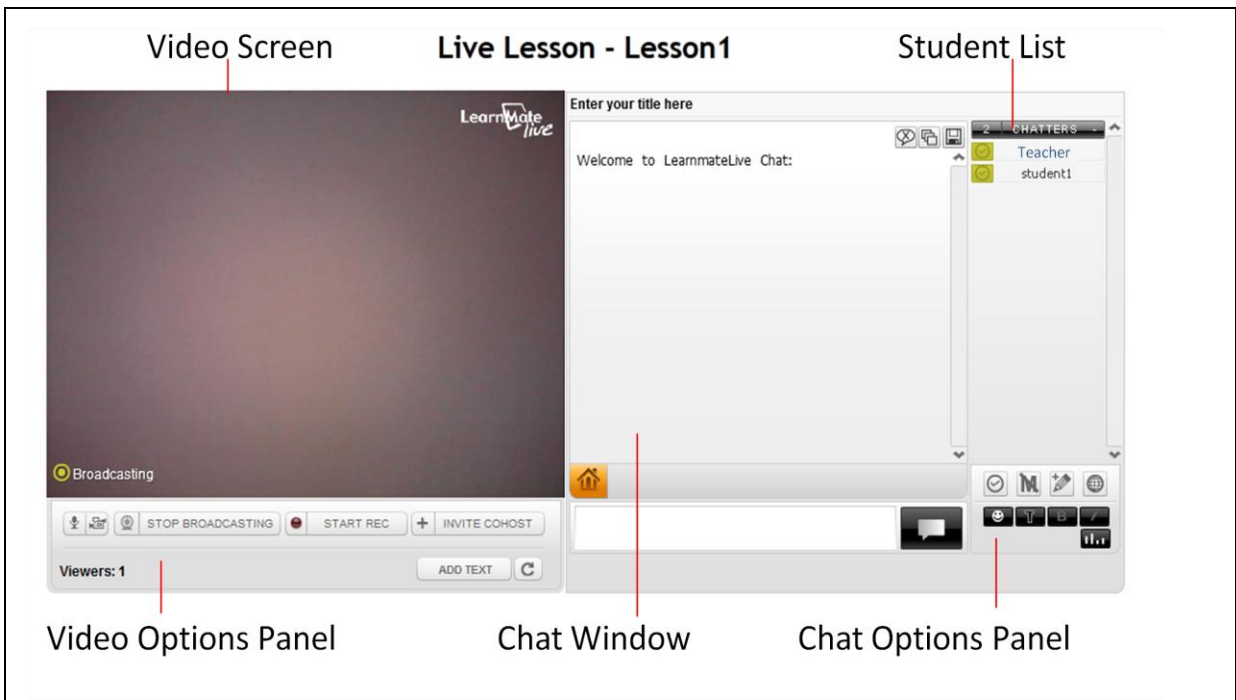 Video Screen
Live Lesson - Lesson1
Student List
LearnMate
live
Enter your title here
2 CHATTERS -
Welcome to LearnmateLive Chat:
Teacher
student1
Broadcasting
STOP BROADCASTING
START REC
+ INVITE COHOST
T B I
Viewers: 1
ADD TEXT
Video Options Panel
Chat Window
Chat Options Panel